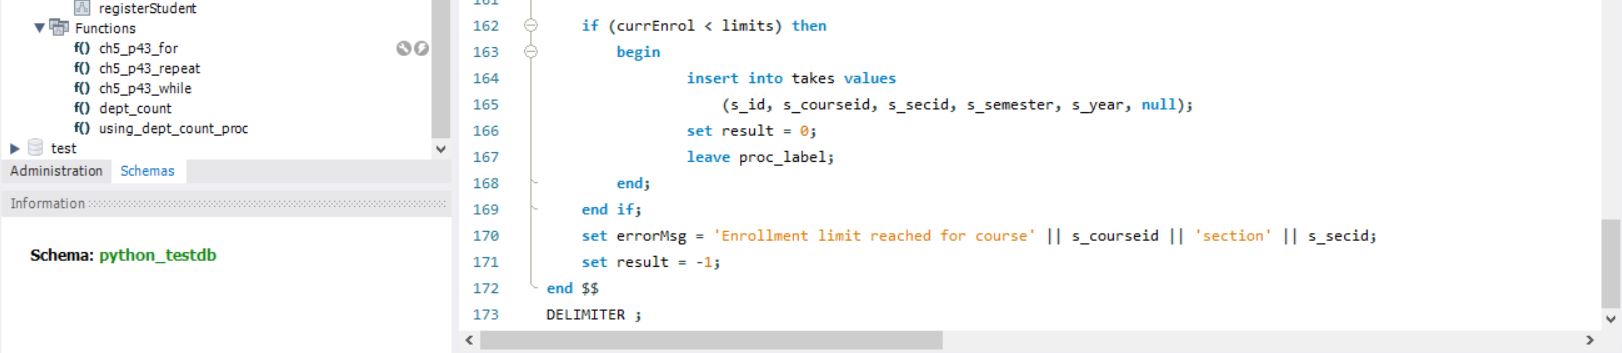 registerStudent
Functions
f() ch5_p43_for
f() ch5_p43_repeat
f() ch5_p43_while
f() dept_count
f() using_dept_count_proc
test
Administration Schemas
Information
Schema: python_testdb
161
162 if (currEnrol < limits) then
163 begin
164 insert into takes values
165 (s_id, s_courseid, s_secid, s_semester, s_year, null);
166 set result = 0;
167 leave proc_label;
168 end;
169 end if;
170 set errorMsg = 'Enrollment limit reached for course' || s_courseid || 'section' || s_secid;
171 set result = -1;
172 end $$
173 DELIMITER ;